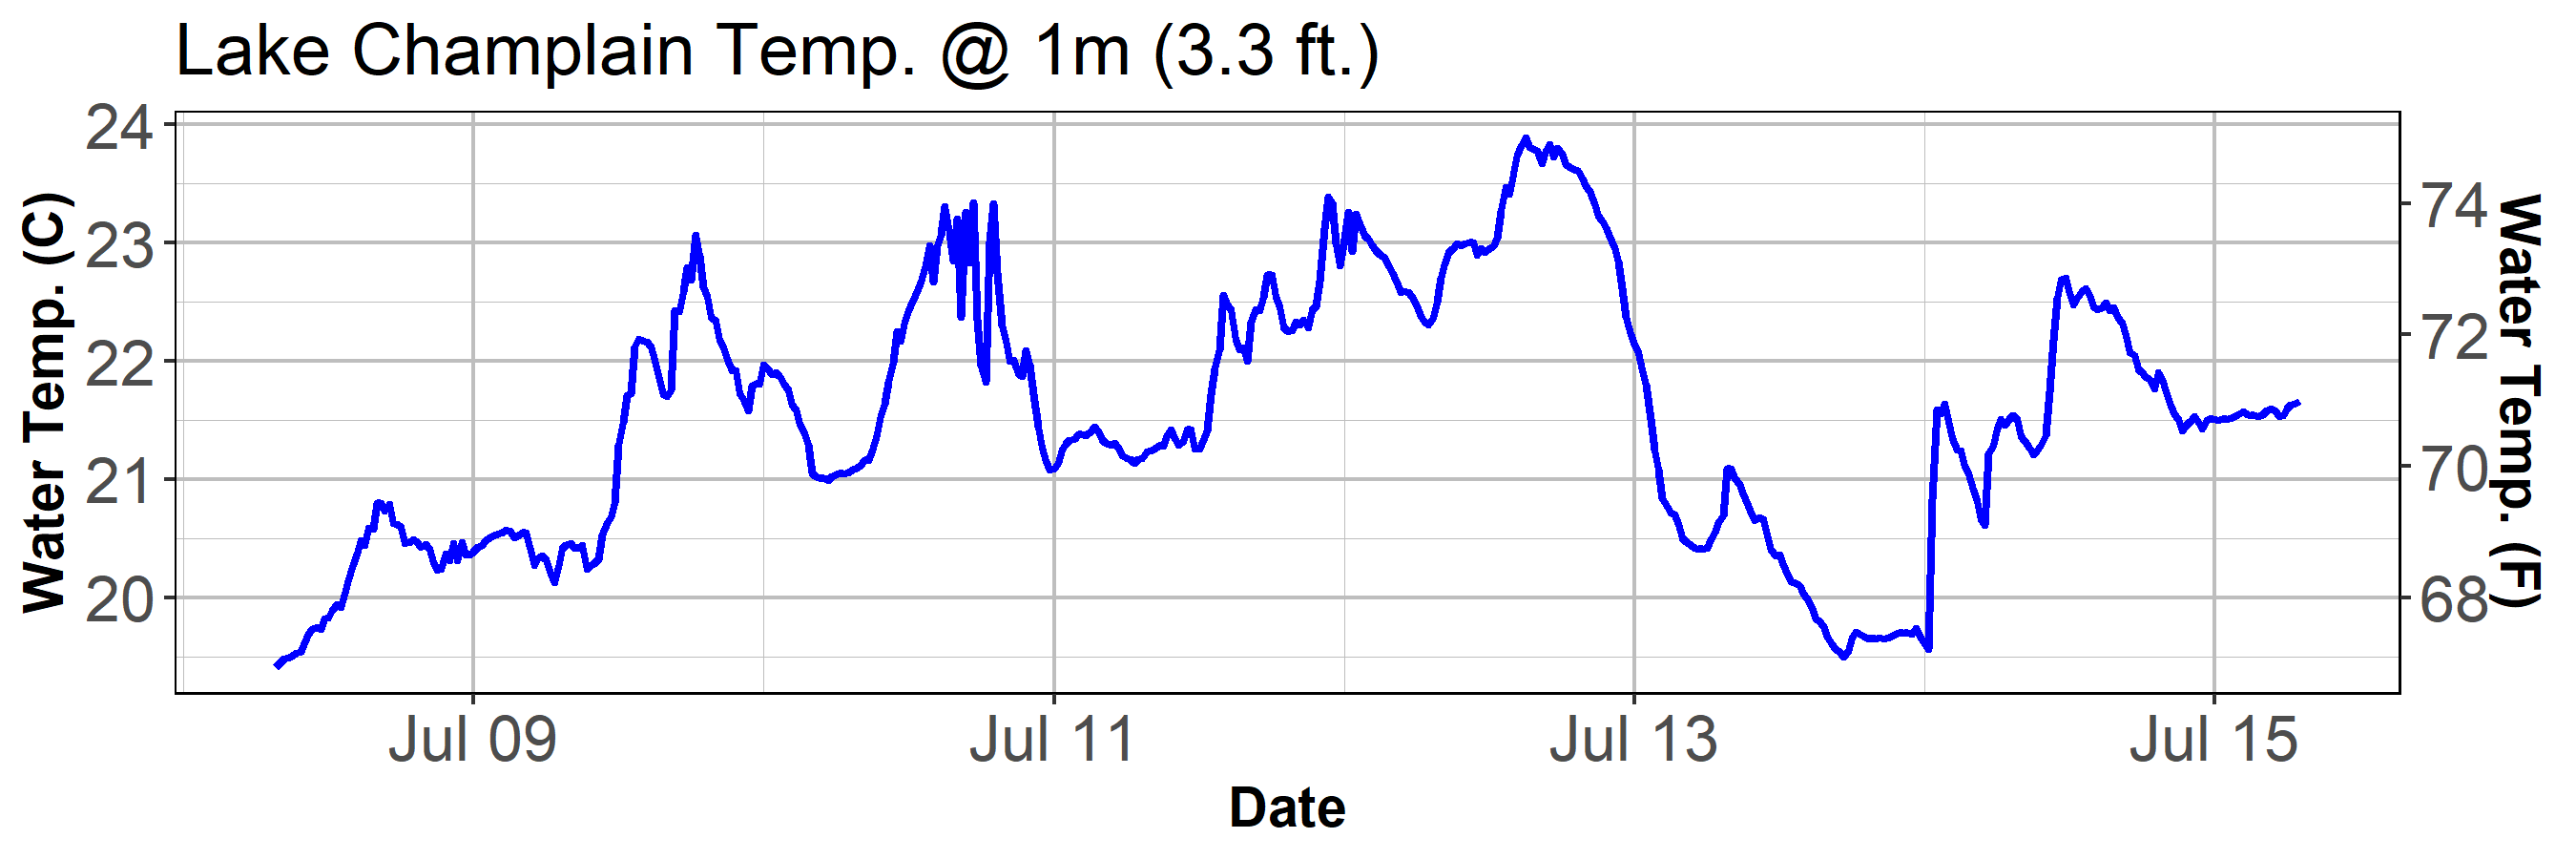 Lake Champlain Temp. @ 1m (3.3 ft.)
Water Temp. (C)
24
23
22
21
20
74
72
70
68
Water Temp. (F)
Jul 09
Jul 11
Jul 13
Jul 15
Date